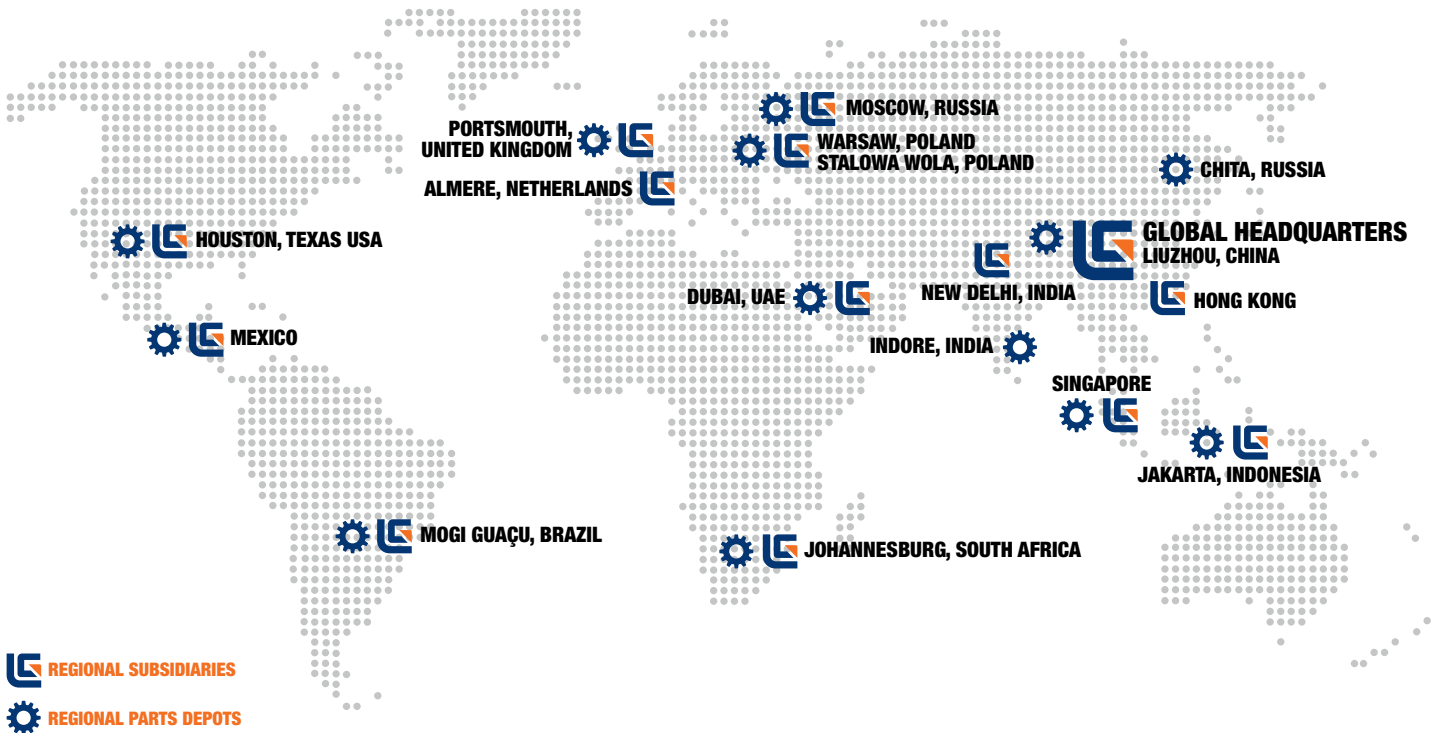 MOSCOW, RUSSIA
PORTSMOUTH,
UNITED KINGDOM
WARSAW, POLAND
STALOWA WOLA, POLAND
CHITA, RUSSIA
ALMERE, NETHERLANDS
HOUSTON, TEXAS USA
GLOBAL HEADQUARTERS
LIUZHOU, CHINA
DUBAI, UAE
NEW DELHI, INDIA
HONG KONG
MEXICO
INDORE, INDIA
SINGAPORE
JAKARTA, INDONESIA
MOGI GUAÇU, BRAZIL
JOHANNESBURG, SOUTH AFRICA
REGIONAL SUBSIDIARIES
REGIONAL PARTS DEPOTS